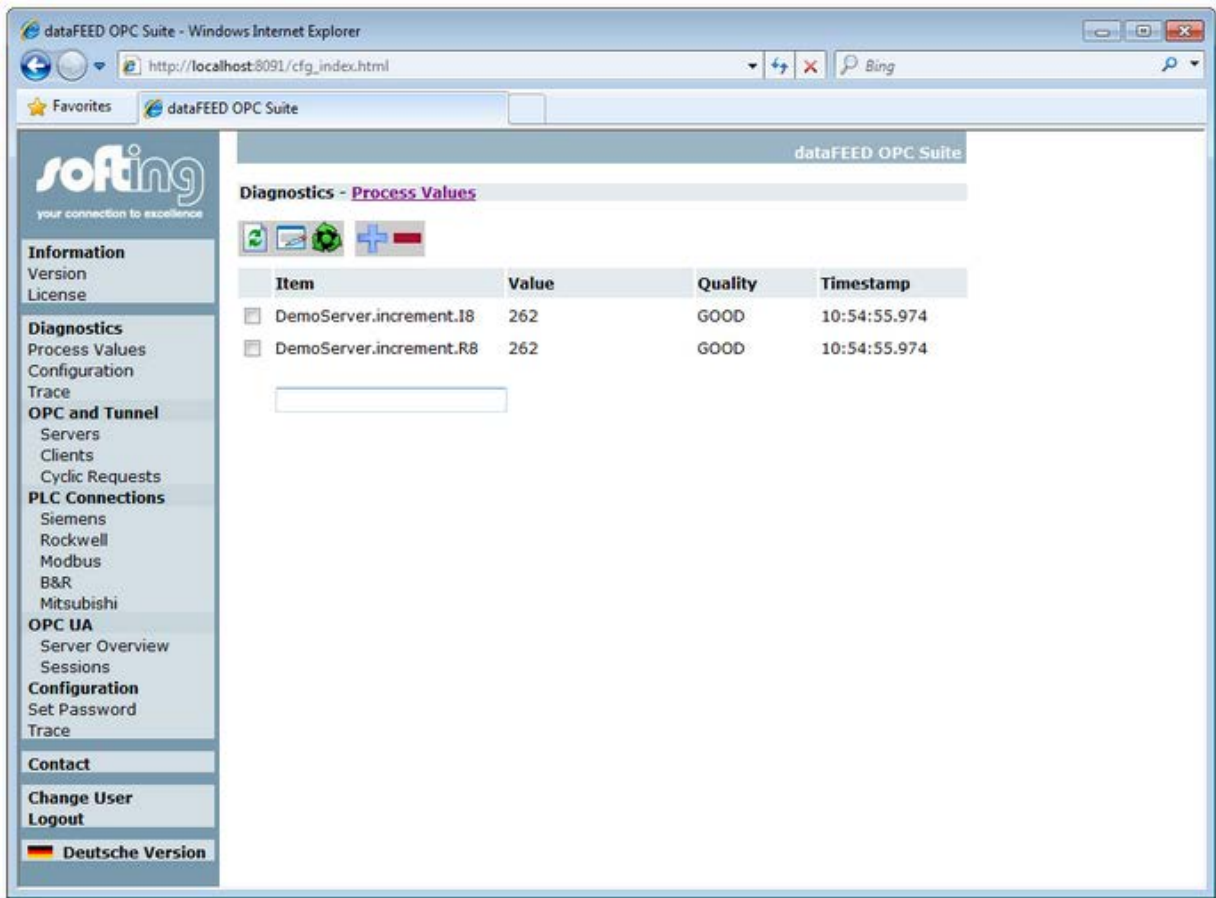 dataFEED OPC Suite - Windows Internet Explorer
http://localhost:8091/cfg_index.html
Bing
Favorites
dataFEED OPC Suite
softing
your connection to excellence
Information
Version
License
Diagnostics
Process Values
Configuration
Trace
OPC and Tunnel
Servers
Clients
Cyclic Requests
PLC Connections
Siemens
Rockwell
Modbus
B&R
Mitsubishi
OPC UA
Server Overview
Sessions
Configuration
Set Password
Trace
Contact
Change User
Logout
Deutsche Version
dataFEED OPC Suite
Diagnostics - Process Values
Item Value Quality Timestamp
DemoServer.increment.I8 262 GOOD 10:54:55.974
DemoServer.increment.R8 262 GOOD 10:54:55.974